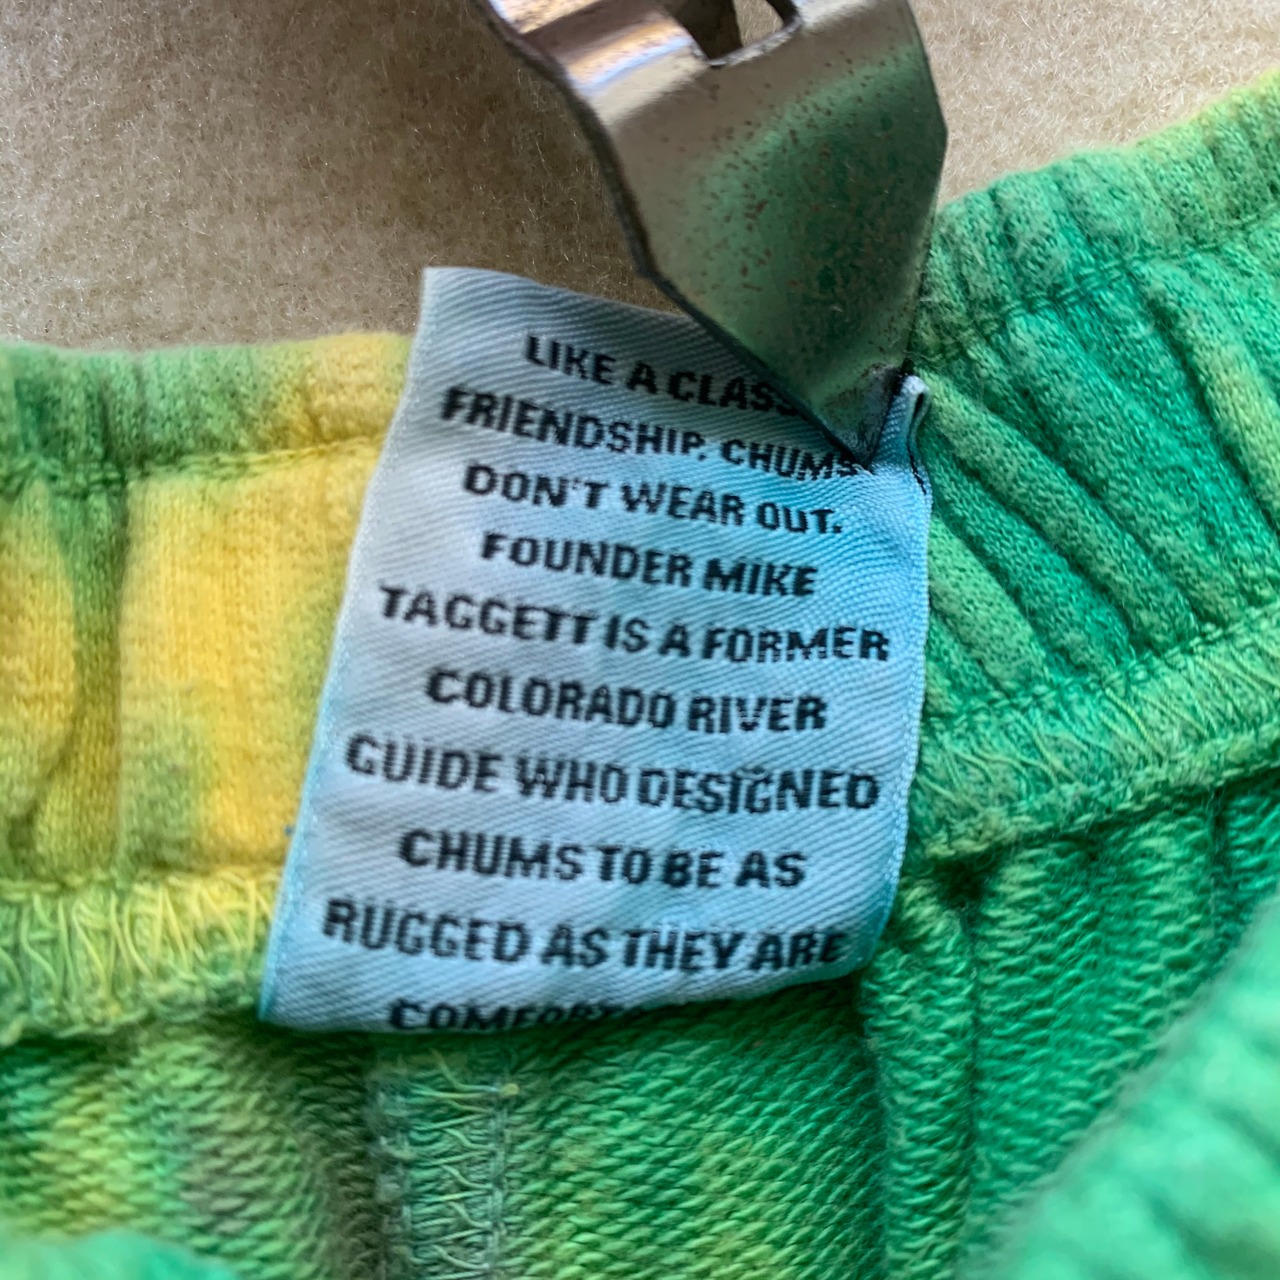 LIKE A CLASS
FRIENDSHIP, CHUMS
DON'T WEAR OUT.
FOUNDER MIKE
TAGGETT IS A FORMER
COLORADO RIVER
GUIDE WHO DESIGNED
CHUMS TO BE AS
RUGGED AS THEY ARE